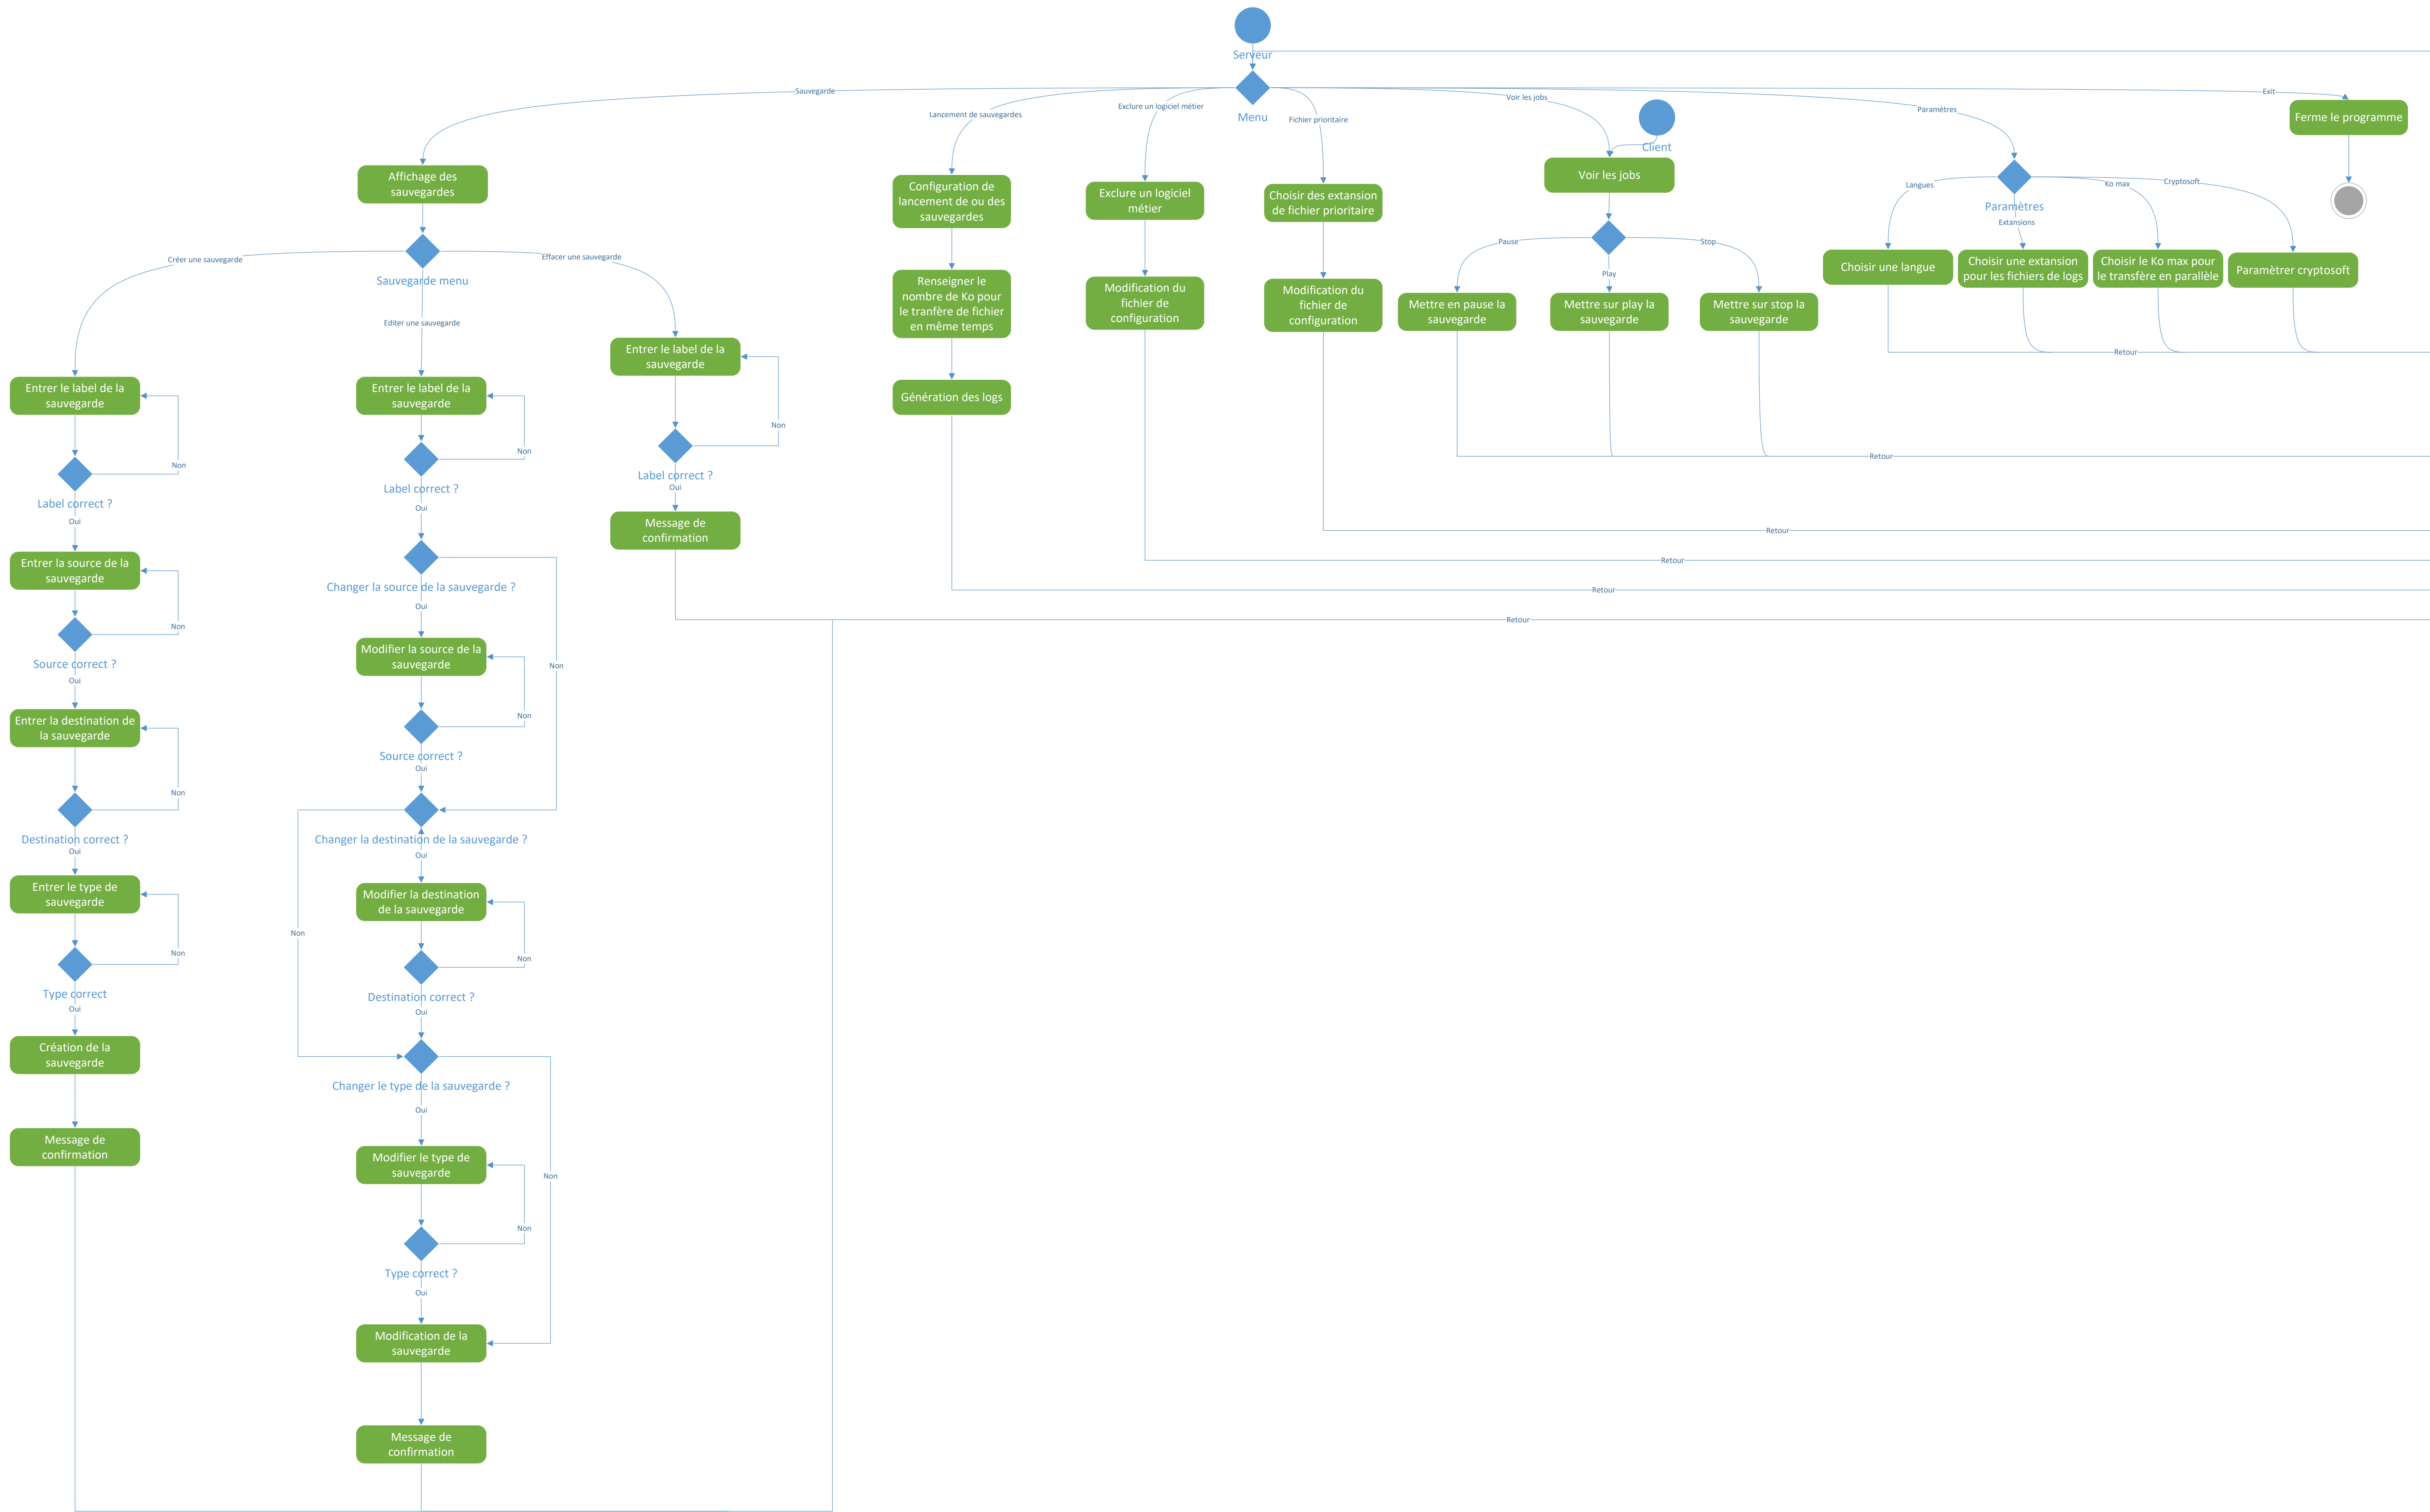 Serveur
Menu
Sauvegarde
Lancement de sauvegardes
Exclure un logiciel métier
Fichier prioritaire
Voir les jobs
Paramètres
Exit
Client
Ferme le programme
Affichage des
sauvegardes
Configuration de
lancement de ou des
sauvegardes
Exclure un logiciel
métier
Choisir des extansion
de fichier prioritaire
Voir les jobs
Langues
Paramètres
Extansions
Ko max
Cryptosoft
Créer une sauvegarde
Sauvegarde menu
Effacer une sauvegarde
Editer une sauvegarde
Renseigner le
nombre de Ko pour
le tranfère de fichier
en même temps
Modification du
fichier de
configuration
Modification du
fichier de
configuration
Pause
Play
Stop
Mettre en pause la
sauvegarde
Mettre sur play la
sauvegarde
Mettre sur stop la
sauvegarde
Choisir une langue
Choisir une extansion
pour les fichiers de logs
Choisir le Ko max pour
le transfère en parallèle
Paramètrer cryptosoft
Retour
Génération des logs
Retour
Retour
Retour
Retour
Retour
Entrer le label de la
sauvegarde
Non
Label correct ?
Oui
Entrer la source de la
sauvegarde
Non
Source correct ?
Oui
Entrer la destination de
la sauvegarde
Non
Destination correct ?
Oui
Entrer le type de
sauvegarde
Non
Type correct
Oui
Création de la
sauvegarde
Message de
confirmation
Entrer le label de la
sauvegarde
Non
Label correct ?
Oui
Changer la source de la sauvegarde ?
Oui
Non
Modifier la source de la
sauvegarde
Non
Source correct ?
Oui
Changer la destination de la sauvegarde ?
Oui
Non
Modifier la destination
de la sauvegarde
Non
Destination correct ?
Oui
Changer le type de la sauvegarde ?
Oui
Non
Modifier le type de
sauvegarde
Non
Type correct ?
Oui
Modification de la
sauvegarde
Message de
confirmation
Entrer le label de la
sauvegarde
Non
Label correct ?
Oui
Message de
confirmation